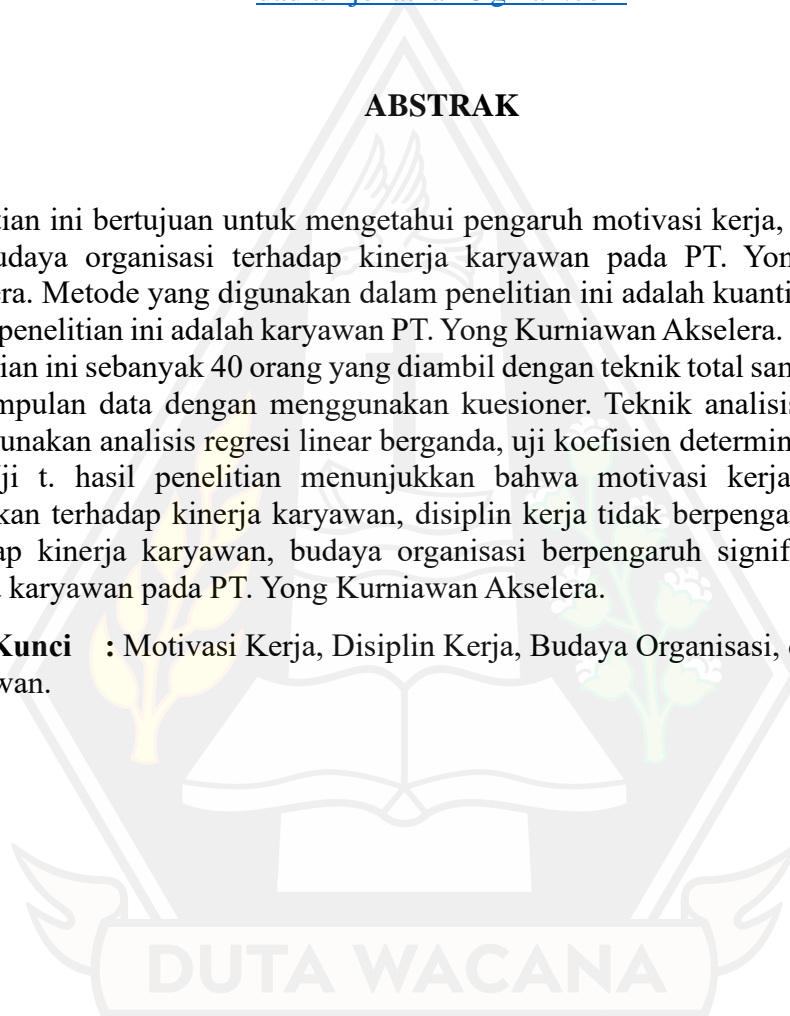 ABSTRAK
tian ini bertujuan untuk mengetahui pengaruh motivasi kerja,
udaya organisasi terhadap kinerja karyawan pada PT. Yon
era. Metode yang digunakan dalam penelitian ini adalah kuanti
penelitian ini adalah karyawan PT. Yong Kurniawan Akselera.
ian ini sebanyak 40 orang yang diambil dengan teknik total san
mpulan data dengan menggunakan kuesioner. Teknik analisis
unakan analisis regresi linear berganda, uji koefisien determin
ji t. hasil penelitian menunjukkan bahwa motivasi kerja
kan terhadap kinerja karyawan, disiplin kerja tidak berpenga
ap kinerja karyawan, budaya organisasi berpengaruh signif
karyawan pada PT. Yong Kurniawan Akselera.
Kunci : Motivasi Kerja, Disiplin Kerja, Budaya Organisasi,
wan.
DUTA WACANA